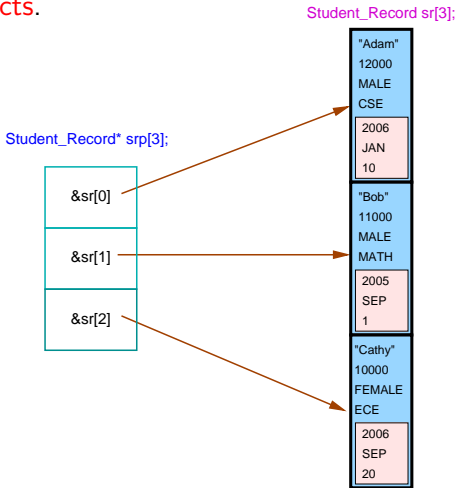 cts.
Student_Record sr[3];
"Adam"
12000
MALE
CSE
2006
JAN
10
Student_Record* srp[3];
&sr[0]
"Bob"
11000
MALE
MATH
2005
SEP
1
&sr[1]
&sr[2]
"Cathy"
10000
FEMALE
ECE
2006
SEP
20